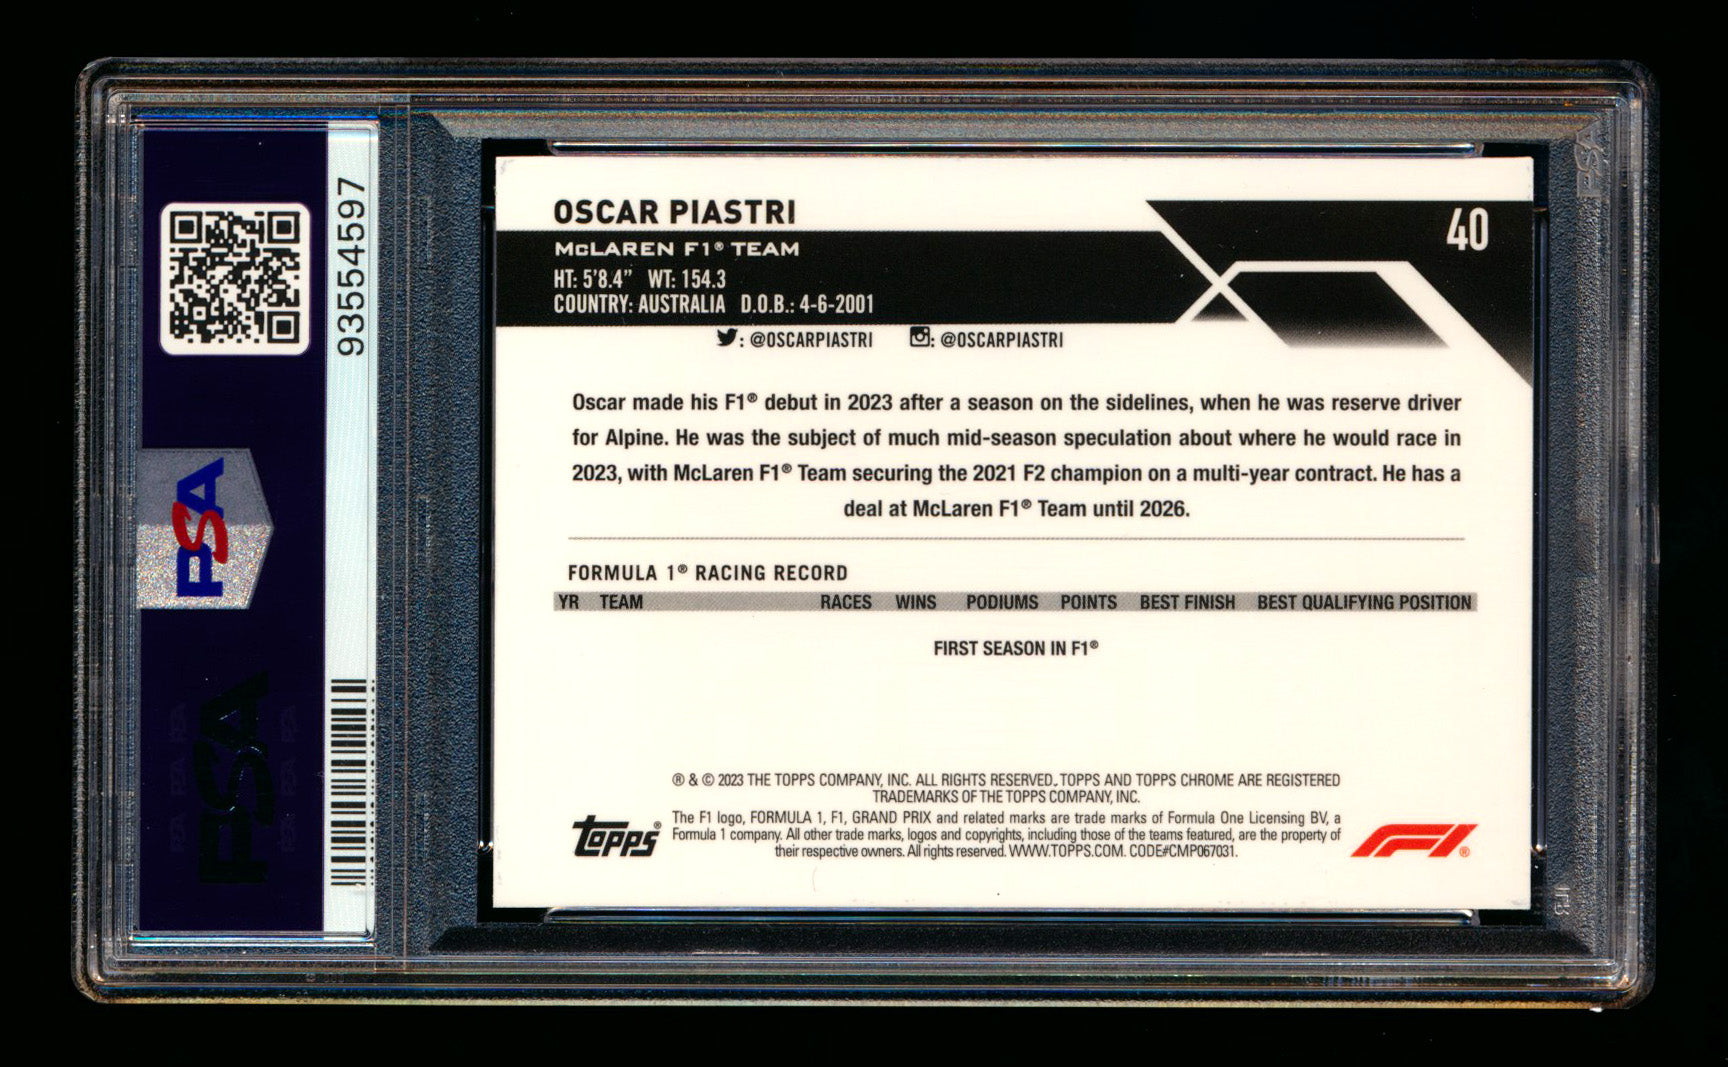 93554597
PSA
PSA
OSCAR PIASTRI
40
McLAREN F1® TEAM
HT: 5'8.4" WT: 154.3
COUNTRY: AUSTRALIA D.O.B.: 4-6-2001
: @OSCARPIASTRI : @OSCARPIASTRI
Oscar made his F1® debut in 2023 after a season on the sidelines, when he was reserve driver
for Alpine. He was the subject of much mid-season speculation about where he would race in
2023, with McLaren F1® Team securing the 2021 F2 champion on a multi-year contract. He has a
deal at McLaren F1® Team until 2026.
FORMULA 1® RACING RECORD
YR TEAM RACES WINS PODIUMS POINTS BEST FINISH BEST QUALIFYING POSITION
FIRST SEASON IN F1®
® & © 2023 THE TOPPS COMPANY, INC. ALL RIGHTS RESERVED. TOPPS AND TOPPS CHROME ARE REGISTERED
TRADEMARKS OF THE TOPPS COMPANY, INC.
The F1 logo, FORMULA 1, F1, GRAND PRIX and related marks are trade marks of Formula One Licensing BV, a
Formula 1 company. All other trade marks, logos and copyrights, including those of the teams featured, are the property of
their respective owners. All rights reserved. WWW.TOPPS.COM. CODE#CMP067031.
topps®
F1®